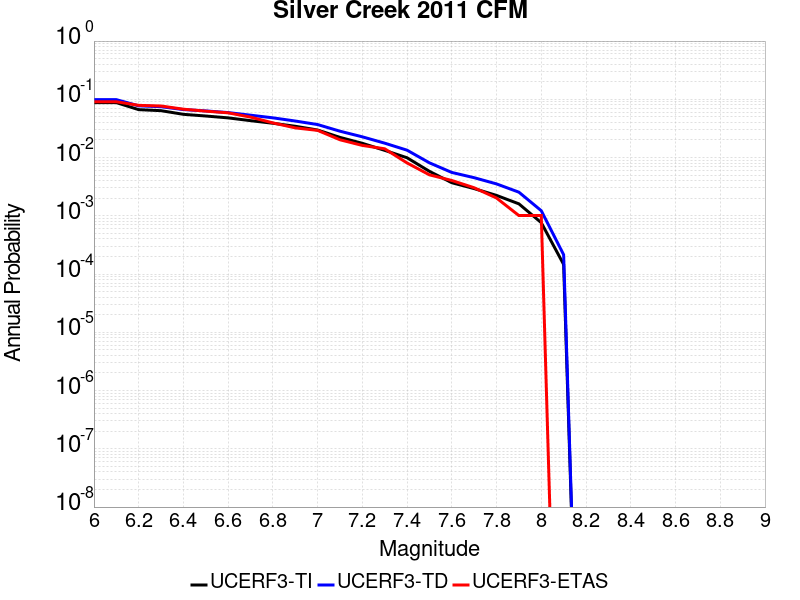 Silver Creek 2011 CFM
10^0
10^-1
10^-2
10^-3
10^-4
10^-5
10^-6
10^-7
10^-8
Annual Probability
6 6.2 6.4 6.6 6.8 7 7.2 7.4 7.6 7.8 8 8.2 8.4 8.6 8.8 9
Magnitude
UCERF3-TI UCERF3-TD UCERF3-ETAS